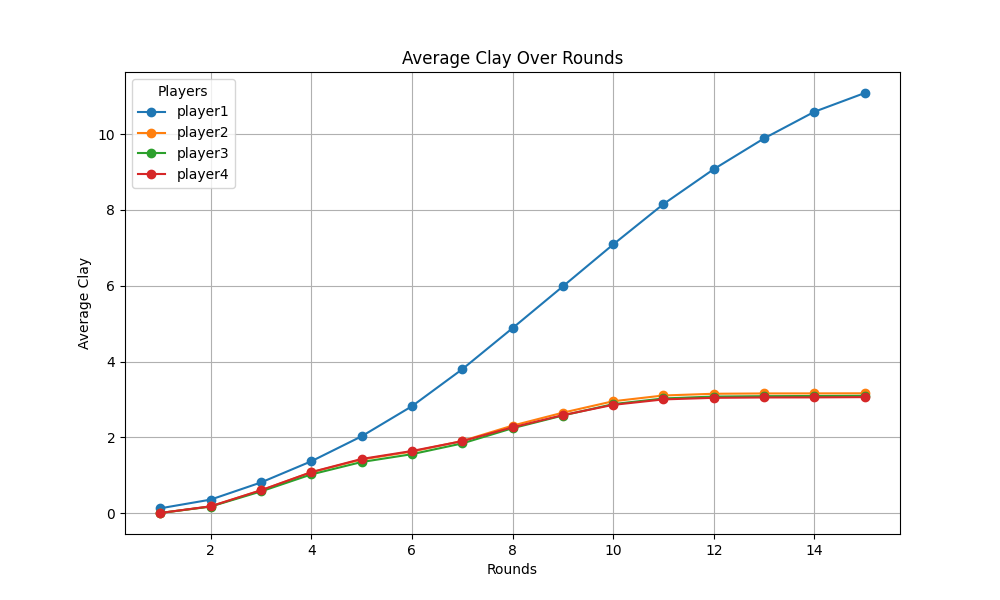 Average Clay Over Rounds
Players
player1
player2
player3
player4
Average Clay
10
8
6
4
2
0
2 4 6 8 10 12 14
Rounds